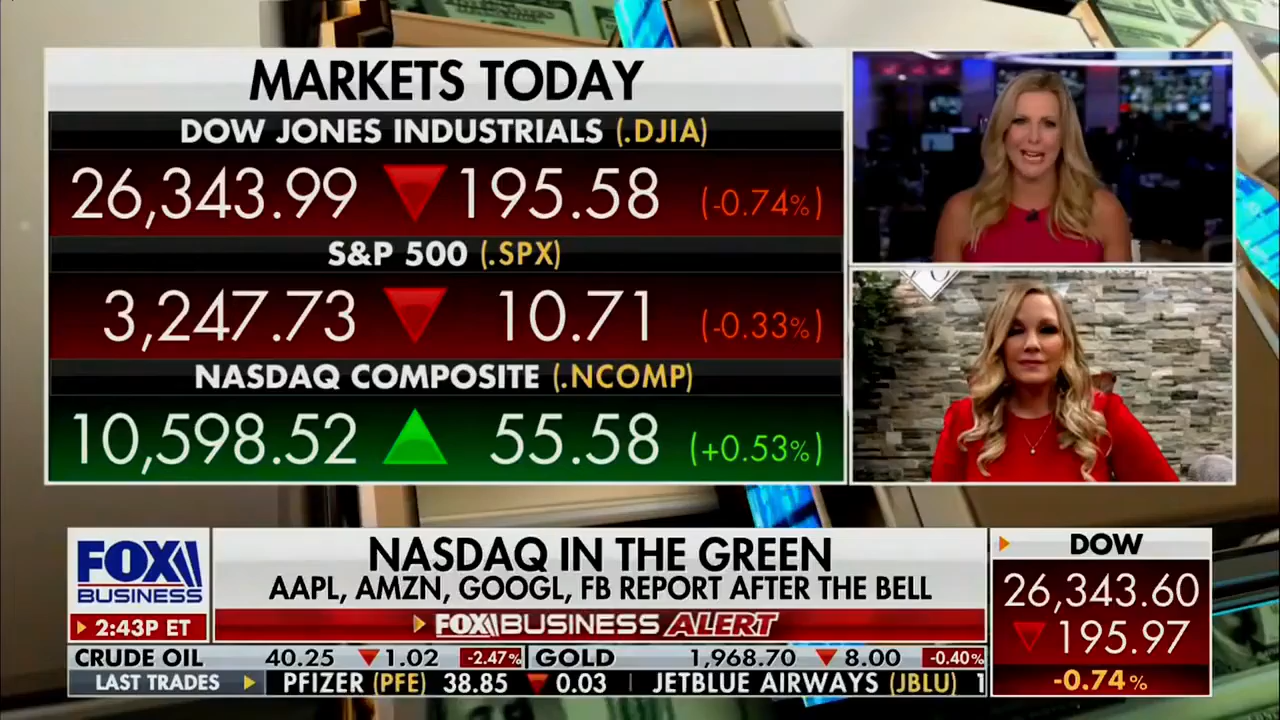 MARKETS TODAY
DOW JONES INDUSTRIALS (.DJIA)
26,343.99 ▼ 195.58 (-0.74%)
S&P 500 (.SPX)
3,247.73 ▼ 10.71 (-0.33%)
NASDAQ COMPOSITE (.NCOMP)
10,598.52 ▲ 55.58 (+0.53%)
FOX BUSINESS
2:43P ET
NASDAQ IN THE GREEN
AAPL, AMZN, GOOGL, FB REPORT AFTER THE BELL
FOX BUSINESS ALERT
DOW
26,343.60
▼ 195.97
-0.74%
CRUDE OIL 40.25 ▼ 1.02 -2.47% GOLD 1,968.70 ▼ 8.00 -0.40%
LAST TRADES PFIZER (PFE) 38.85 ▼ 0.03 JETBLUE AIRWAYS (JBLU) 1